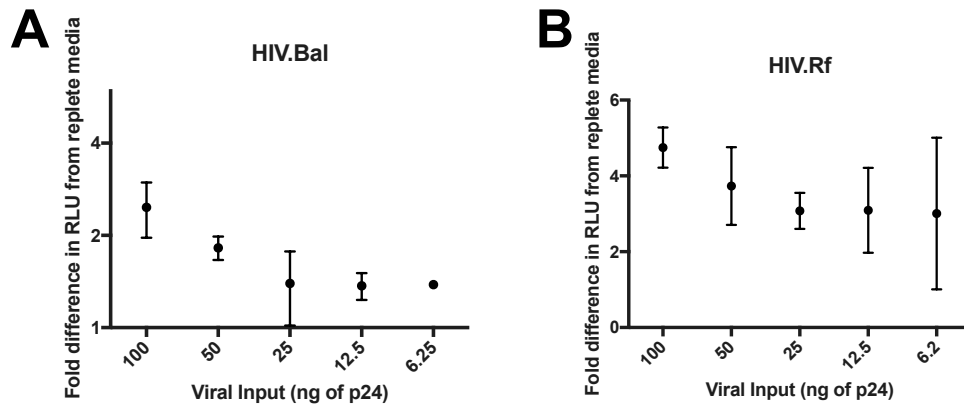 A
HIV.Bal
Fold difference in RLU from replete media
4
2
1
100
50
25
12.5
6.25
Viral Input (ng of p24)
B
HIV.Rf
Fold difference in RLU from replete media
6
4
2
0
100
50
25
12.5
6.2
Viral Input (ng of p24)